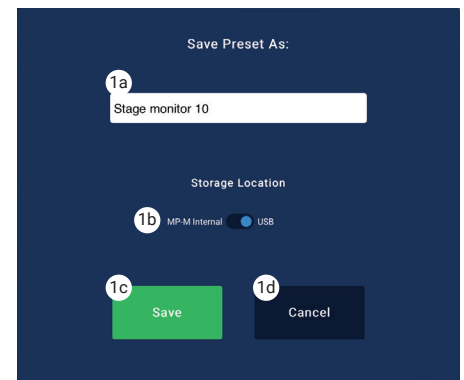 Save Preset As:
1a
Stage monitor 10
Storage Location
1b MP-M Internal USB
1c 1d
Save Cancel